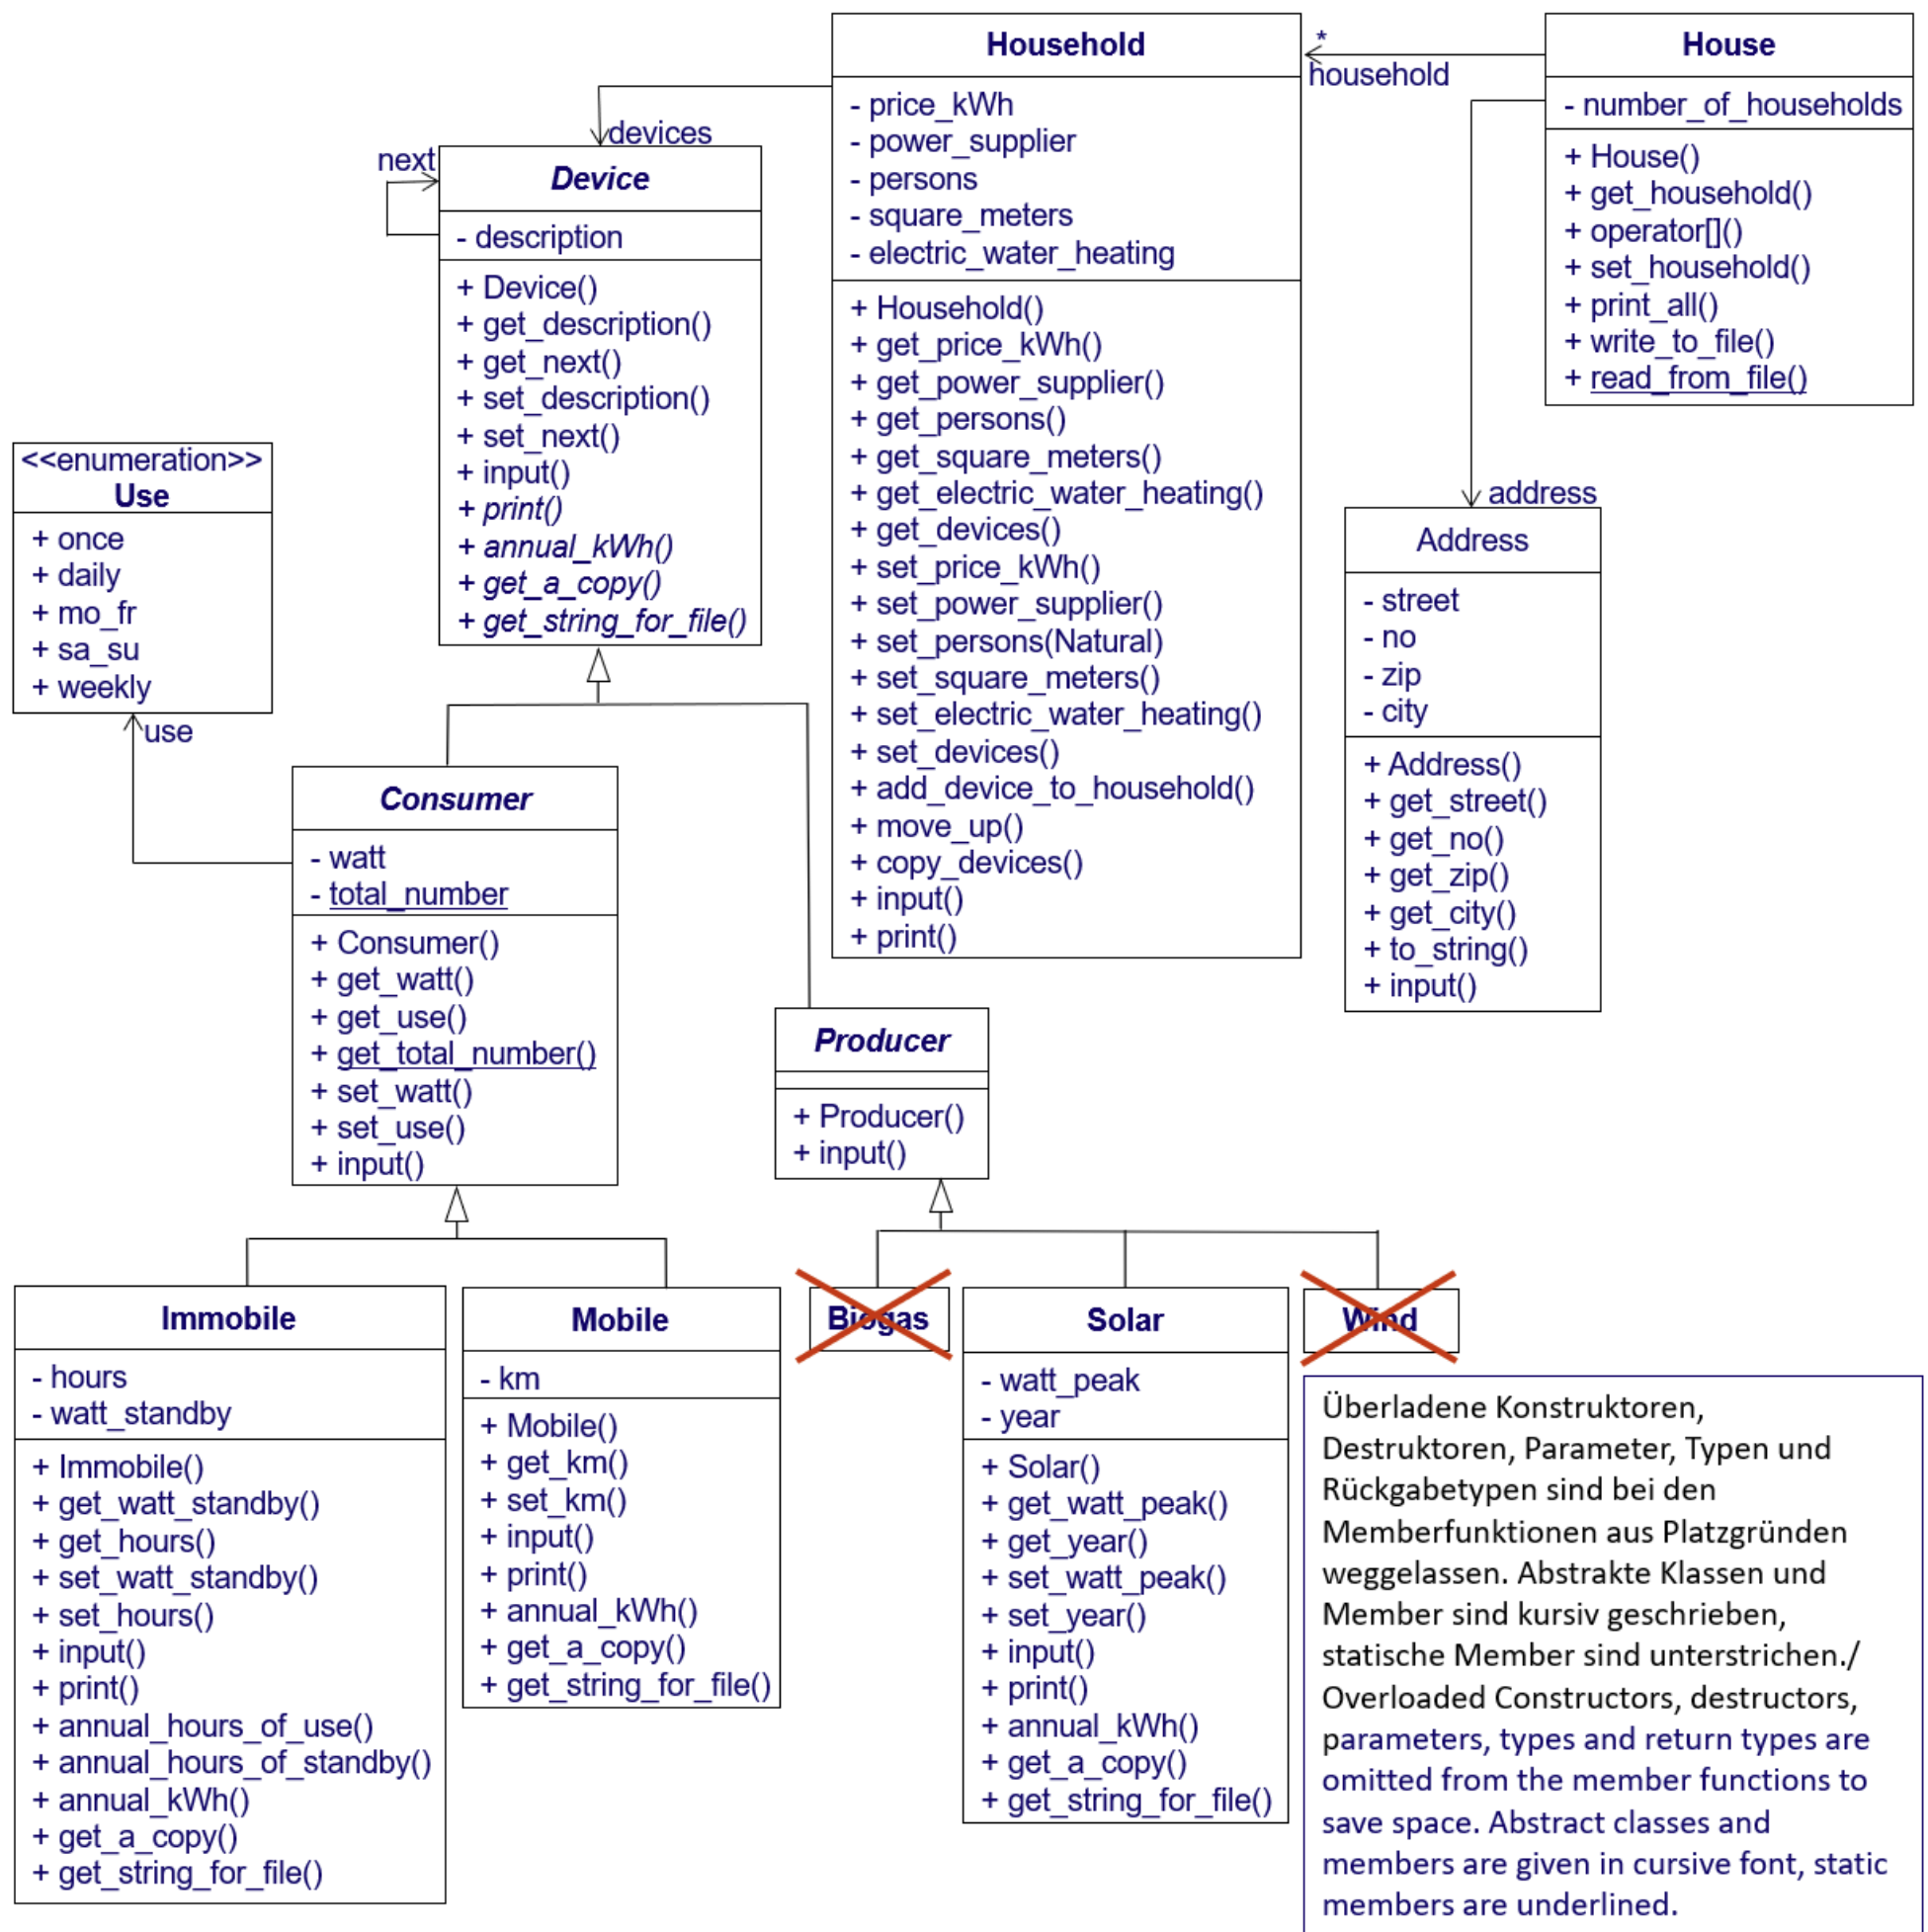 Household
- price_kWh
- power_supplier
- persons
- square_meters
- electric_water_heating
+ Household()
+ get_price_kWh()
+ get_power_supplier()
+ get_persons()
+ get_square_meters()
+ get_electric_water_heating()
+ get_devices()
+ set_price_kWh()
+ set_power_supplier()
+ set_persons(Natural)
+ set_square_meters()
+ set_electric_water_heating()
+ set_devices()
+ add_device_to_household()
+ move_up()
+ copy_devices()
+ input()
+ print()
*
household
House
- number_of_households
+ House()
+ get_household()
+ operator[]()
+ set_household()
+ print_all()
+ write_to_file()
+ read_from_file()
devices
next
Device
- description
+ Device()
+ get_description()
+ get_next()
+ set_description()
+ set_next()
+ input()
+ print()
+ annual_kWh()
+ get_a_copy()
+ get_string_for_file()
<<enumeration>>
Use
+ once
+ daily
+ mo_fr
+ sa_su
+ weekly
use
address
Address
- street
- no
- zip
- city
+ Address()
+ get_street()
+ get_no()
+ get_zip()
+ get_city()
+ to_string()
+ input()
Consumer
- watt
- total_number
+ Consumer()
+ get_watt()
+ get_use()
+ get_total_number()
+ set_watt()
+ set_use()
+ input()
Producer
+ Producer()
+ input()
Immobile
- hours
- watt_standby
+ Immobile()
+ get_watt_standby()
+ get_hours()
+ set_watt_standby()
+ set_hours()
+ input()
+ print()
+ annual_hours_of_use()
+ annual_hours_of_standby()
+ annual_kWh()
+ get_a_copy()
+ get_string_for_file()
Mobile
- km
+ Mobile()
+ get_km()
+ set_km()
+ input()
+ print()
+ annual_kWh()
+ get_a_copy()
+ get_string_for_file()
Biogas
Solar
- watt_peak
- year
+ Solar()
+ get_watt_peak()
+ get_year()
+ set_watt_peak()
+ set_year()
+ input()
+ print()
+ annual_kWh()
+ get_a_copy()
+ get_string_for_file()
Wind
Überladene Konstruktoren,
Destruktoren, Parameter, Typen und
Rückgabetypen sind bei den
Memberfunktionen aus Platzgründen
weggelassen. Abstrakte Klassen und
Member sind kursiv geschrieben,
statische Member sind unterstrichen./
Overloaded Constructors, destructors,
parameters, types and return types are
omitted from the member functions to
save space. Abstract classes and
members are given in cursive font, static
members are underlined.